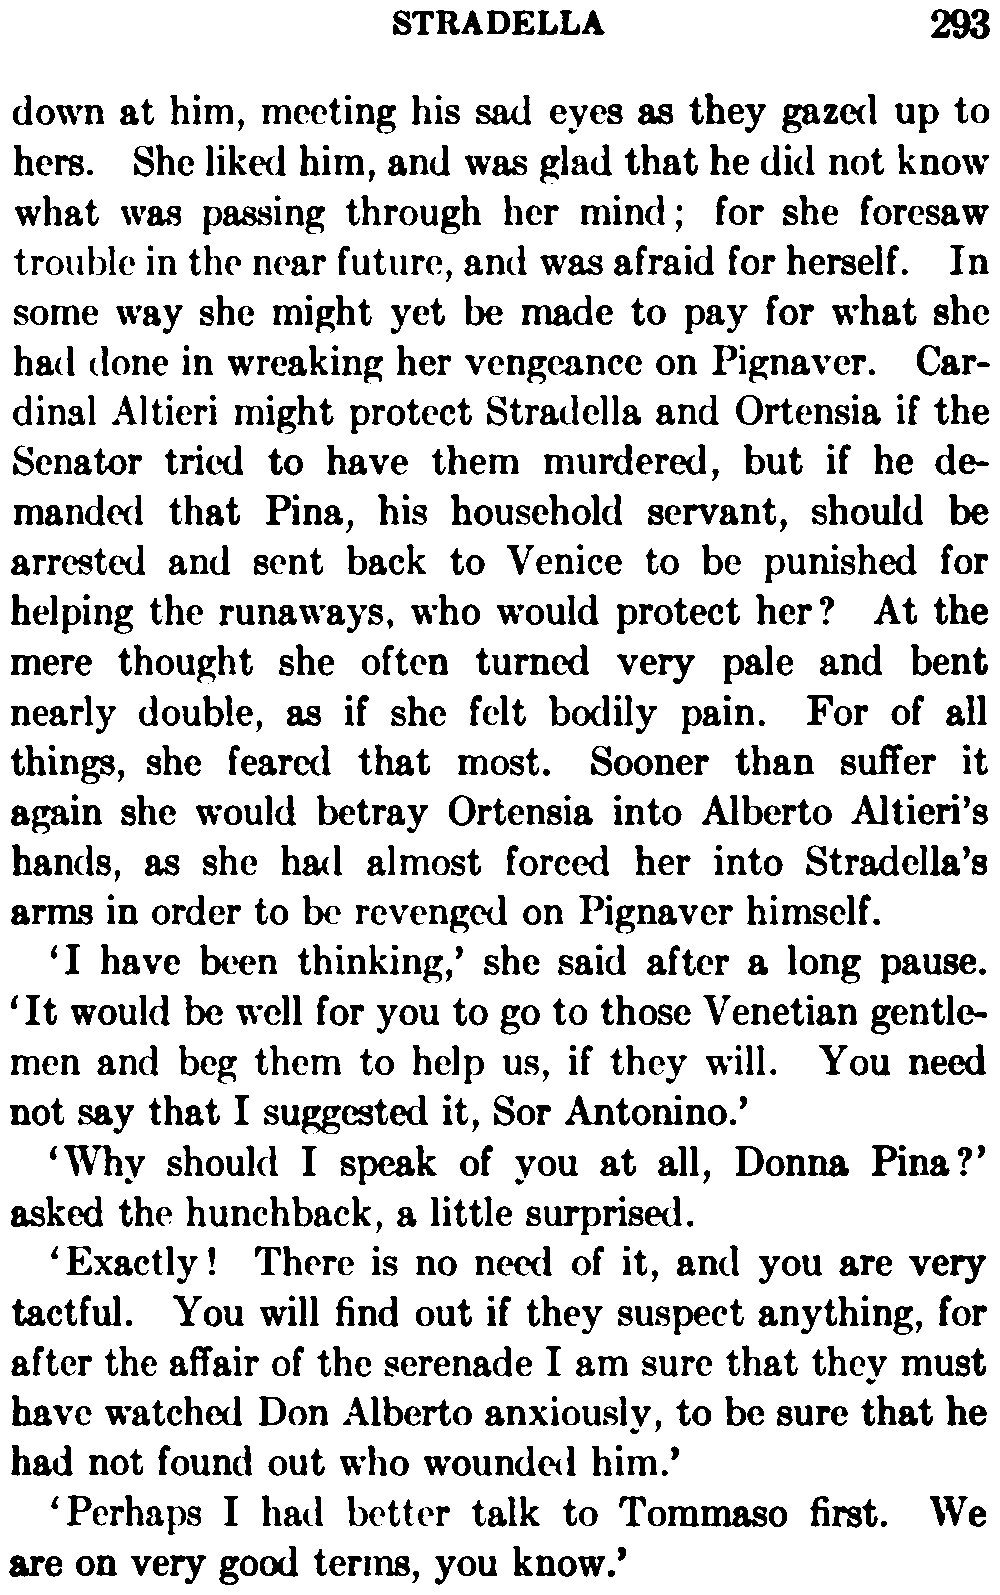 STRADELLA 293
down at him, meeting his sad eyes as they gazed up to
hers. She liked him, and was glad that he did not know
what was passing through her mind; for she foresaw
trouble in the near future, and was afraid for herself. In
some way she might yet be made to pay for what she
had done in wreaking her vengeance on Pignaver. Car-
dinal Altieri might protect Stradella and Ortensia if the
Senator tried to have them murdered, but if he de-
manded that Pina, his household servant, should be
arrested and sent back to Venice to be punished for
helping the runaways, who would protect her? At the
mere thought she often turned very pale and bent
nearly double, as if she felt bodily pain. For of all
things, she feared that most. Sooner than suffer it
again she would betray Ortensia into Alberto Altieri's
hands, as she had almost forced her into Stradella's
arms in order to be revenged on Pignaver himself.
'I have been thinking,' she said after a long pause.
'It would be well for you to go to those Venetian gentle-
men and beg them to help us, if they will. You need
not say that I suggested it, Sor Antonino.'
'Why should I speak of you at all, Donna Pina?'
asked the hunchback, a little surprised.
'Exactly! There is no need of it, and you are very
tactful. You will find out if they suspect anything, for
after the affair of the serenade I am sure that they must
have watched Don Alberto anxiously, to be sure that he
had not found out who wounded him.'
'Perhaps I had better talk to Tommaso first. We
are on very good terms, you know.'